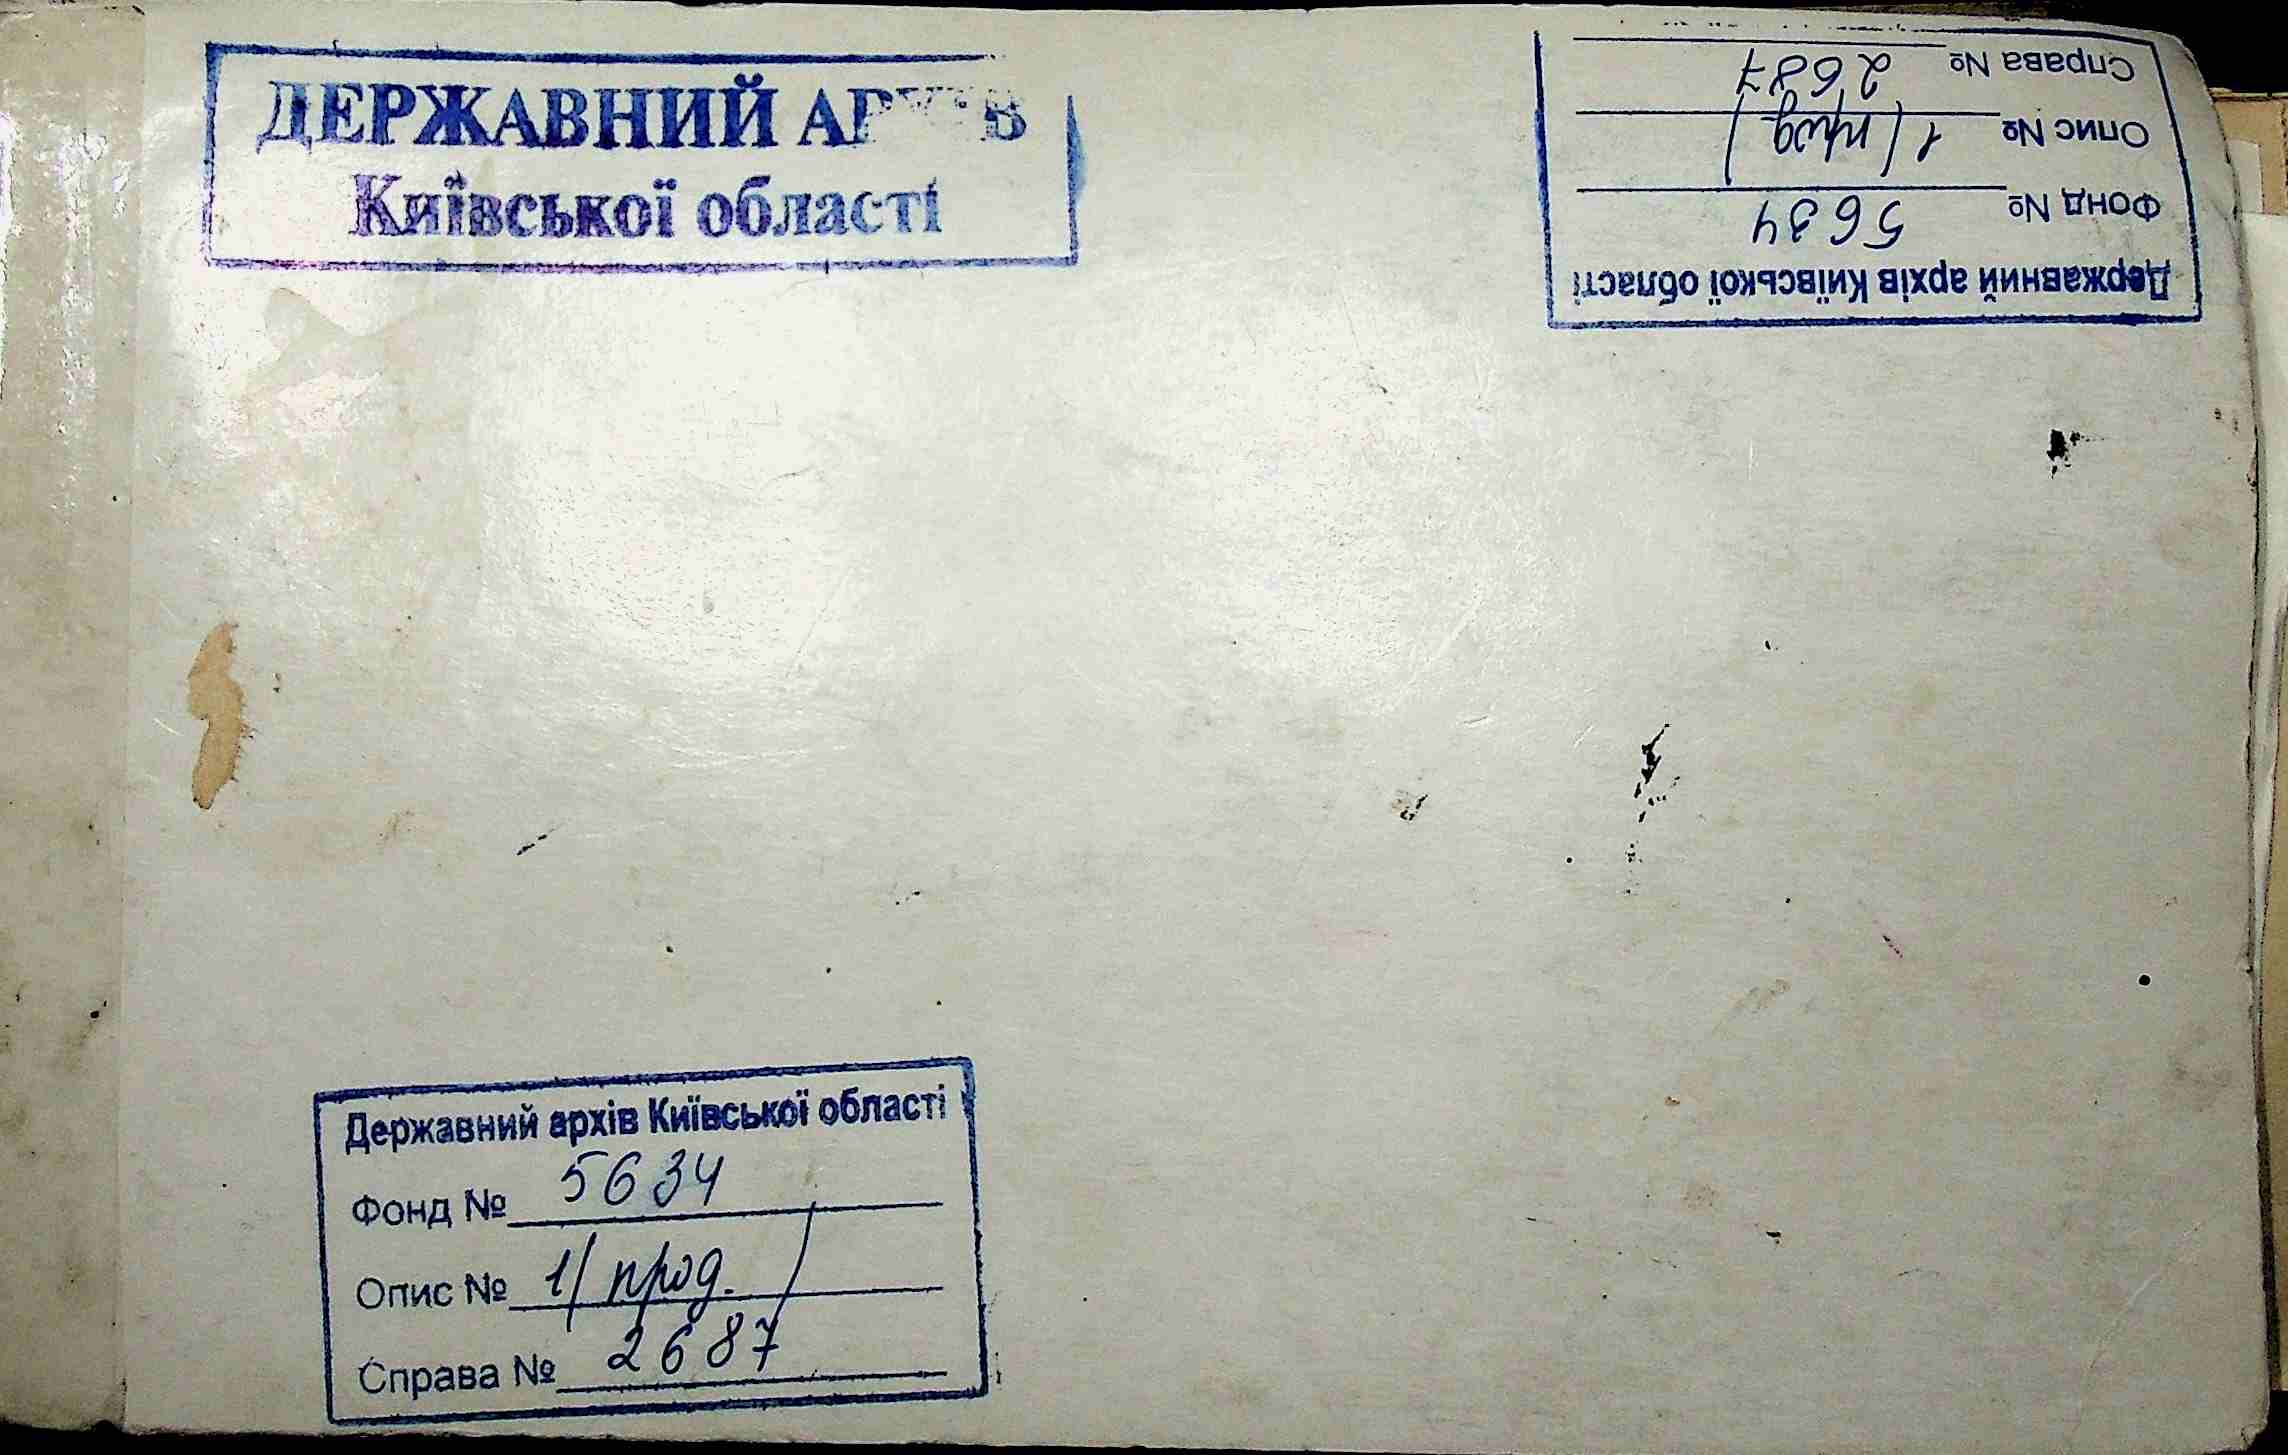 ДЕРЖАВНИЙ АРХІВ
Київської області
Державний архів Київської області
Фонд № 5634
Опис № 1 (прод)
Справа № 2687
Державний архів Київської області
Фонд № 5634
Опис № 1 (прод.)
Справа № 2687